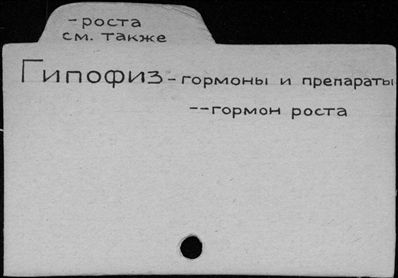 -роста
см. также
Гипофиз-гормоны и препараты
--гормон роста